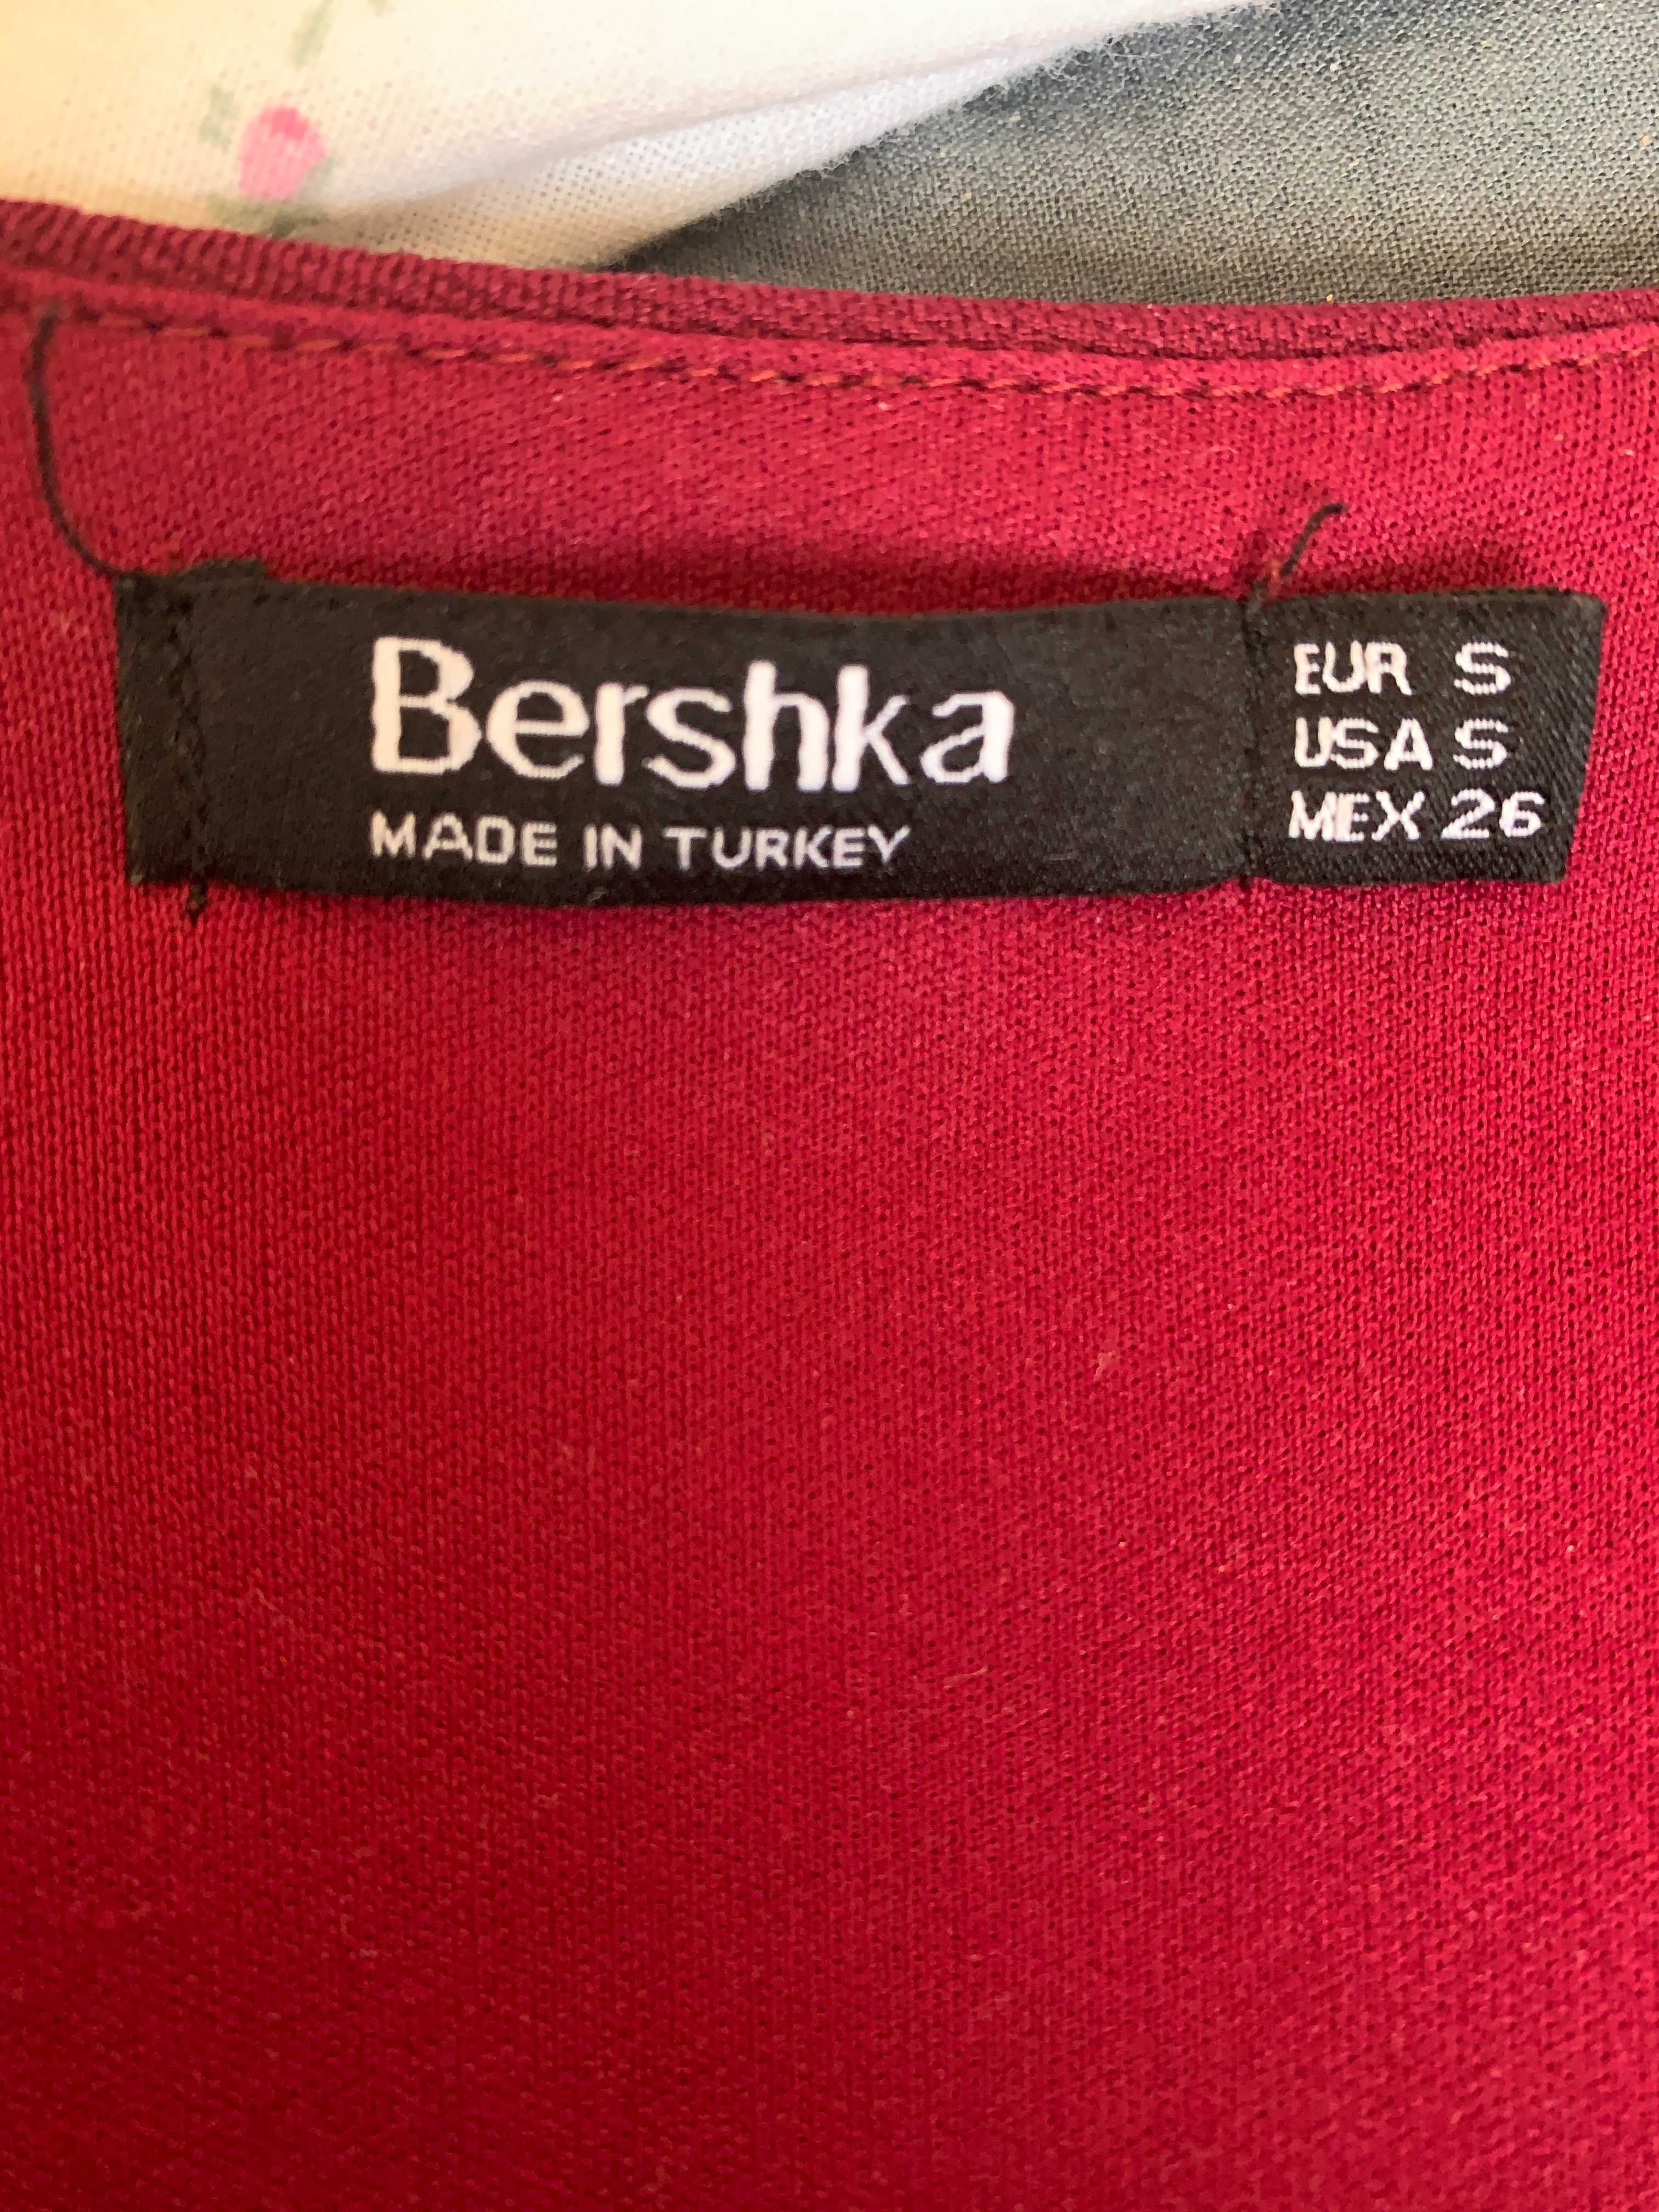 Bershka
MADE IN TURKEY
EUR S
USA S
MEX 26